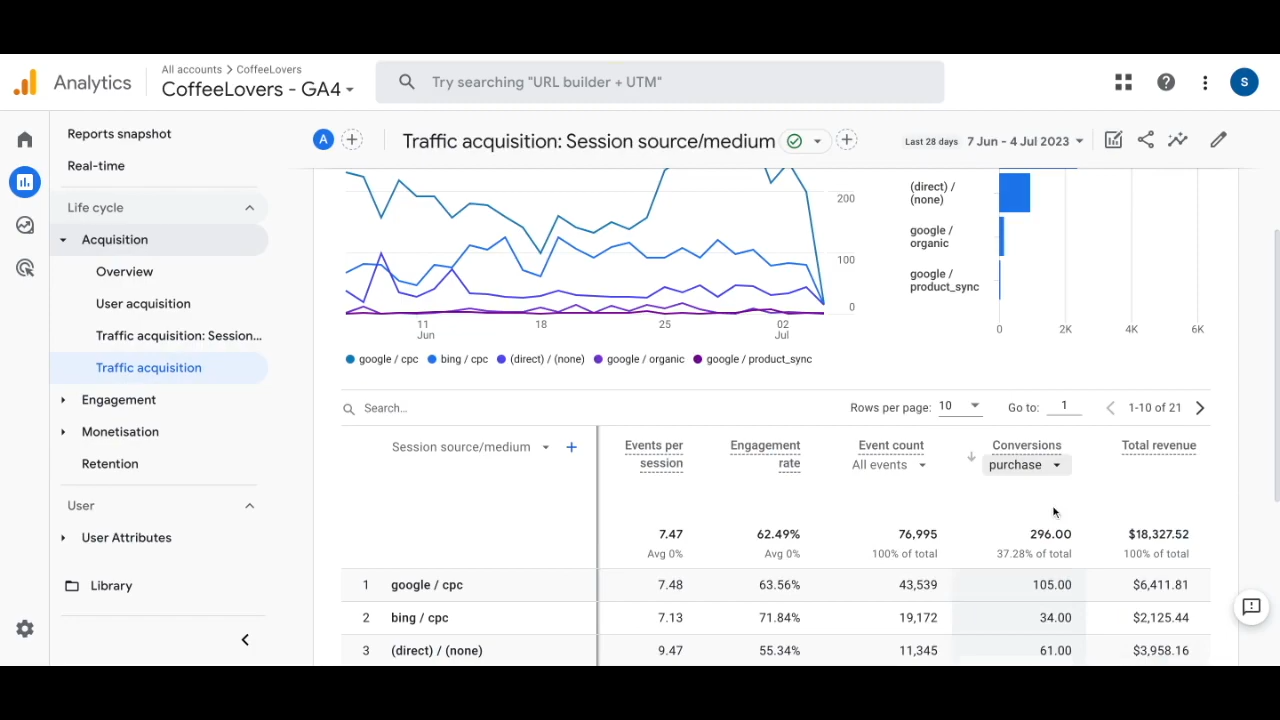 Analytics
All accounts > CoffeeLovers
CoffeeLovers - GA4
Try searching "URL builder + UTM"
S
Reports snapshot
Real-time
Life cycle
Acquisition
Overview
User acquisition
Traffic acquisition: Session...
Traffic acquisition
Engagement
Monetisation
Retention
User
User Attributes
Library
A
Traffic acquisition: Session source/medium
Last 28 days 7 Jun - 4 Jul 2023
200
100
0
11
Jun
18
25
02
Jul
google / cpc
bing / cpc
(direct) / (none)
google / organic
google / product_sync
(direct) /
(none)
google /
organic
google /
product_sync
0
2K
4K
6K
Search...
Rows per page: 10
Go to: 1
1-10 of 21
Session source/medium
Events per
session
Engagement
rate
Event count
All events
Conversions
purchase
Total revenue
7.47 62.49% 76,995 296.00 $18,327.52
Avg 0% Avg 0% 100% of total 37.28% of total 100% of total
1 google / cpc 7.48 63.56% 43,539 105.00 $6,411.81
2 bing / cpc 7.13 71.84% 19,172 34.00 $2,125.44
3 (direct) / (none) 9.47 55.34% 11,345 61.00 $3,958.16